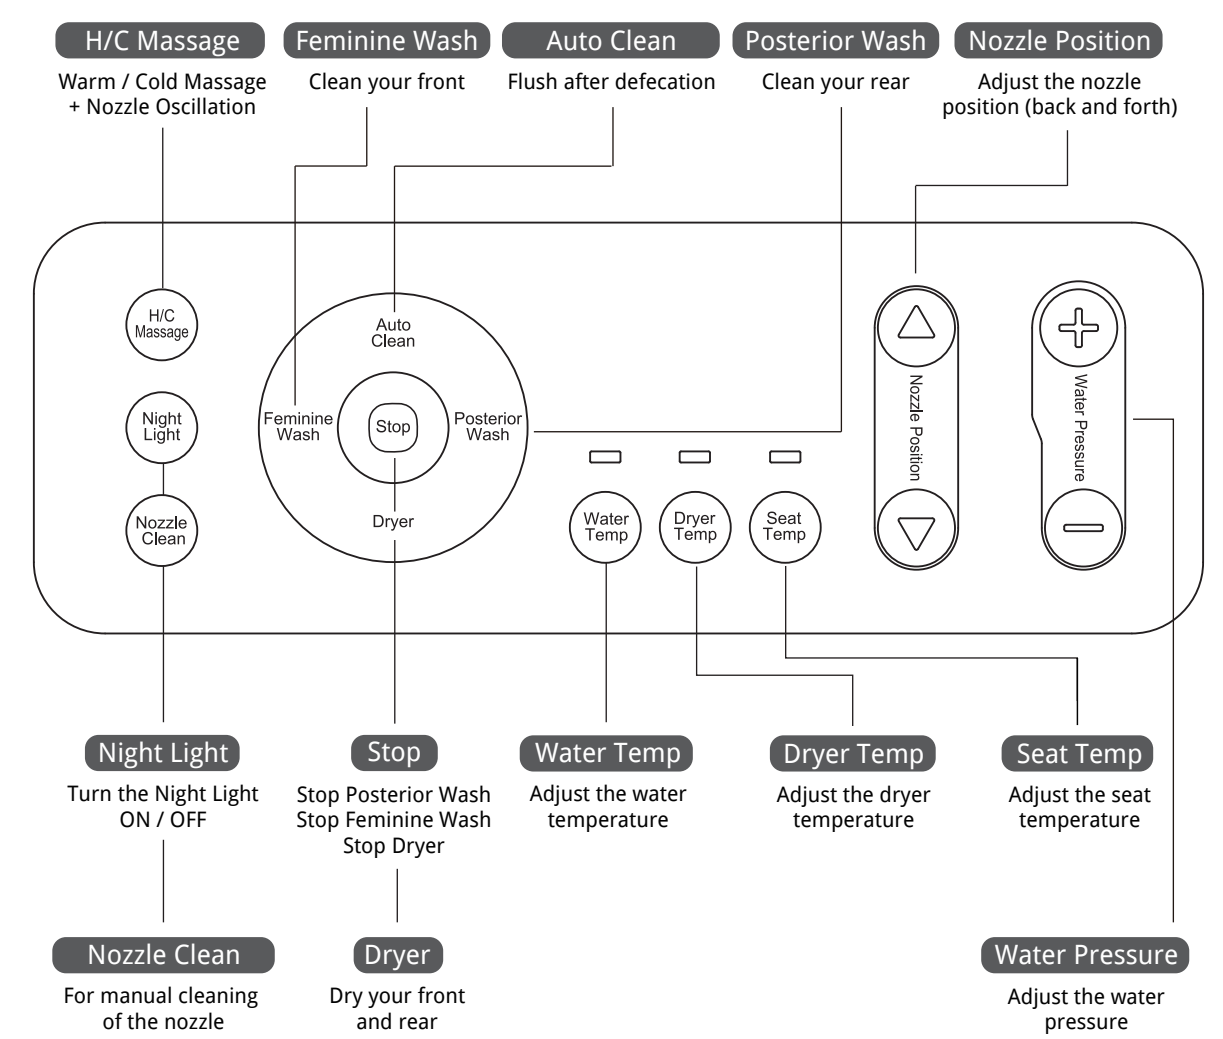 H/C Massage
Warm / Cold Massage
+ Nozzle Oscillation
Feminine Wash
Clean your front
Auto Clean
Flush after defecation
Posterior Wash
Clean your rear
Nozzle Position
Adjust the nozzle
position (back and forth)
H/C
Massage
Night
Light
Nozzle
Clean
Auto
Clean
Feminine
Wash
Stop
Posterior
Wash
Dryer
Water
Temp
Dryer
Temp
Seat
Temp
Nozzle Position
Water Pressure
Night Light
Turn the Night Light
ON / OFF
Stop
Stop Posterior Wash
Stop Feminine Wash
Stop Dryer
Water Temp
Adjust the water
temperature
Dryer Temp
Adjust the dryer
temperature
Seat Temp
Adjust the seat
temperature
Nozzle Clean
For manual cleaning
of the nozzle
Dryer
Dry your front
and rear
Water Pressure
Adjust the water
pressure